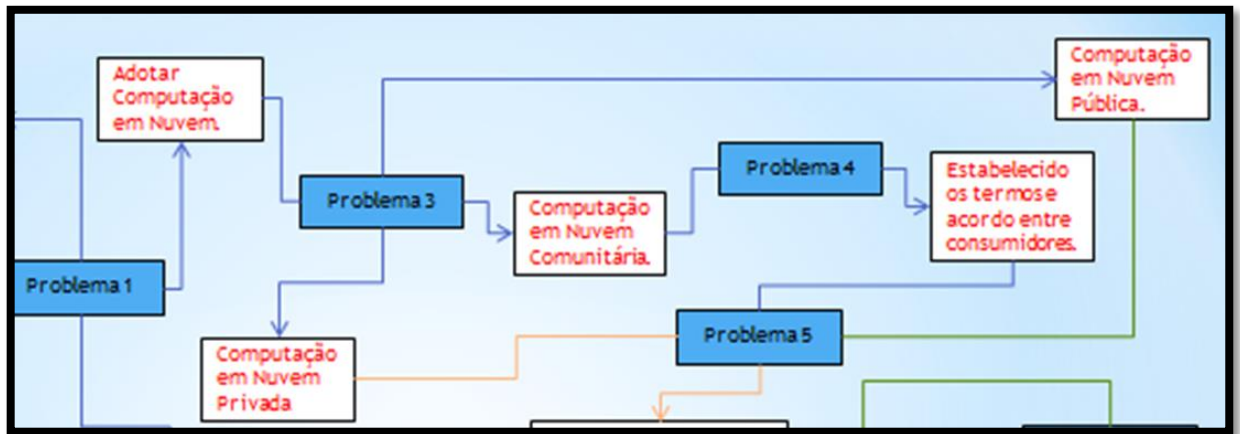 Adotar
Computação
em Nuvem.
Computação
em Nuvem
Pública.
Problema 3
Problema 4
Computação
em Nuvem
Comunitária.
Estabelecido
os termos e
acordo entre
consumidores.
Problema 1
Problema 5
Computação
em Nuvem
Privada